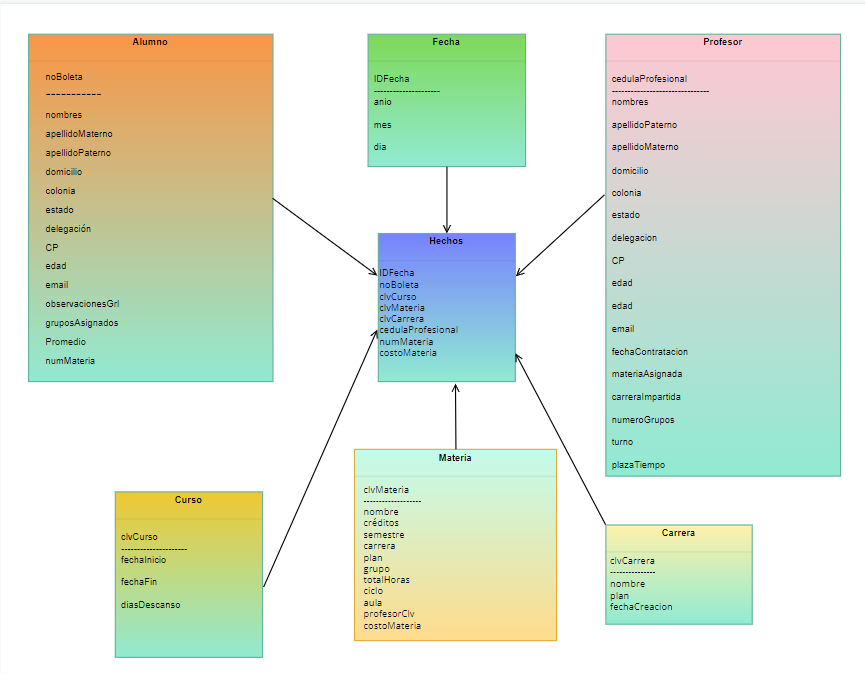 Alumno
noBoleta
-----------
nombres
apellidoMaterno
apellidoPaterno
domicilio
colonia
estado
delegación
CP
edad
email
observacionesGrl
gruposAsignados
Promedio
numMateria
Fecha
IDFecha
---------------------
anio
mes
dia
Profesor
cedulaProfesional
-------------------------------
nombres
apellidoPaterno
apellidoMaterno
domicilio
colonia
estado
delegacion
CP
edad
edad
email
fechaContratacion
materiaAsignada
carreraImpartida
numeroGrupos
turno
plazaTiempo
Hechos
IDFecha
noBoleta
clvCurso
clvMateria
clvCarrera
cedulaProfesional
numMateria
costoMateria
Curso
clvCurso
---------------------
fechaInicio
fechaFin
diasDescanso
Materia
clvMateria
-------------------
nombre
créditos
semestre
carrera
plan
grupo
totalHoras
ciclo
aula
profesorClv
costoMateria
Carrera
clvCarrera
---------------
nombre
plan
fechaCreacion